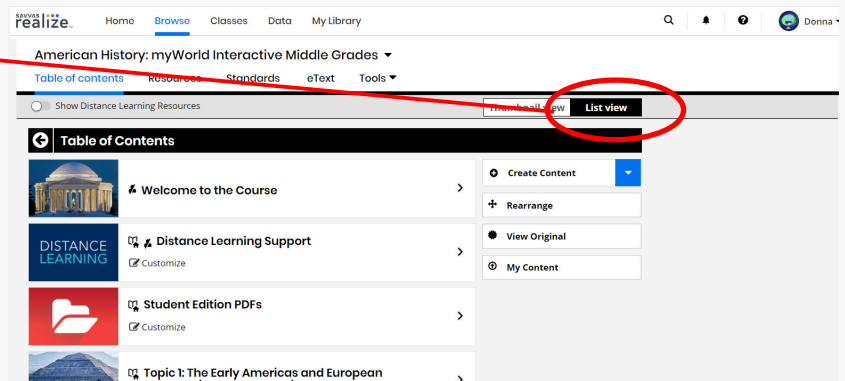 savvas
realize. Home Browse Classes Data My Library Donna
American History: myWorld Interactive Middle Grades
Table of contents Resources Standards eText Tools
Show Distance Learning Resources Thumbnail view List view
Table of Contents
Welcome to the Course
Create Content
Rearrange
DISTANCE
LEARNING
Distance Learning Support
Customize
View Original
My Content
Student Edition PDFs
Customize
Topic 1: The Early Americas and European